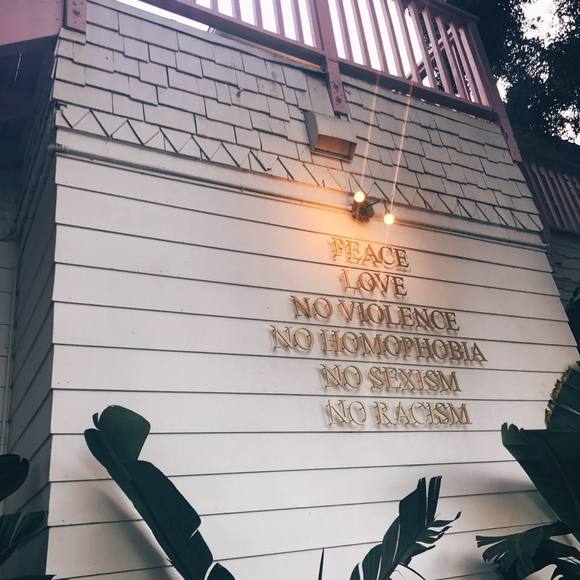 PEACE
LOVE
NO VIOLENCE
NO HOMOPHOBIA
NO SEXISM
NO RACISM